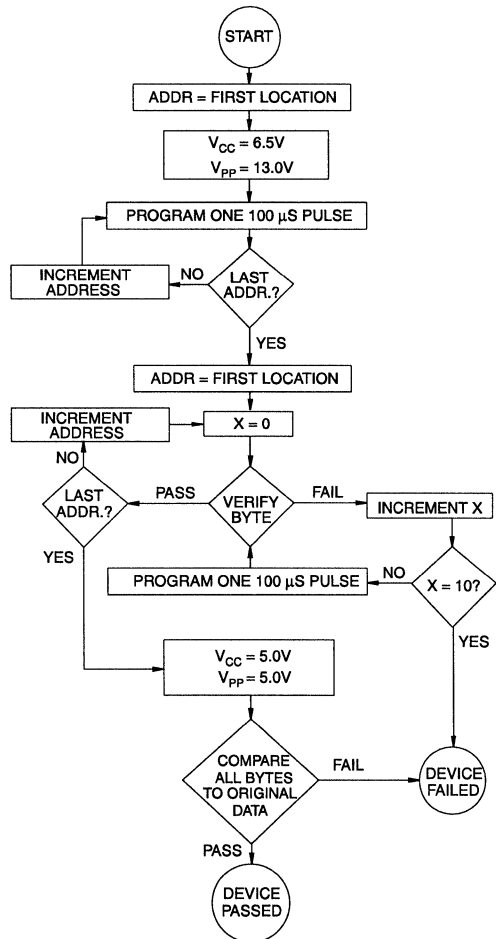 START
ADDR = FIRST LOCATION
VCC = 6.5V
VPP = 13.0V
PROGRAM ONE 100 μS PULSE
INCREMENT
ADDRESS
NO
LAST
ADDR.?
YES
ADDR = FIRST LOCATION
INCREMENT
ADDRESS
X = 0
NO
LAST
ADDR.?
PASS
VERIFY
BYTE
FAIL
INCREMENT X
YES
PROGRAM ONE 100 μS PULSE
NO
X = 10?
YES
VCC = 5.0V
VPP = 5.0V
COMPARE
ALL BYTES
TO ORIGINAL
DATA
FAIL
DEVICE
FAILED
PASS
DEVICE
PASSED